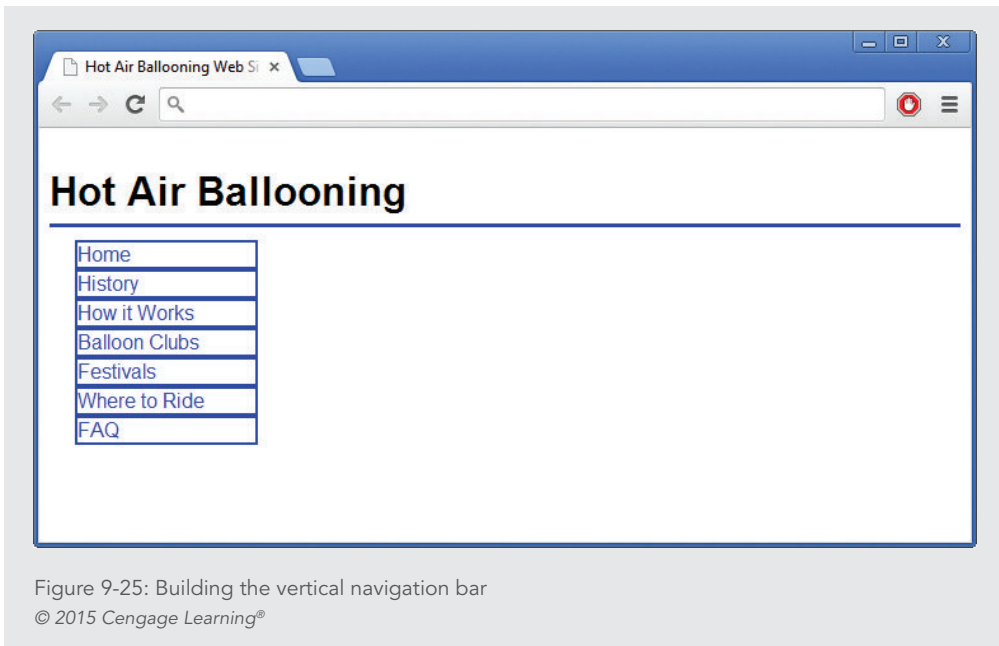 Hot Air Ballooning Web Si
Hot Air Ballooning
Home
History
How it Works
Balloon Clubs
Festivals
Where to Ride
FAQ
Figure 9-25: Building the vertical navigation bar
© 2015 Cengage Learning®